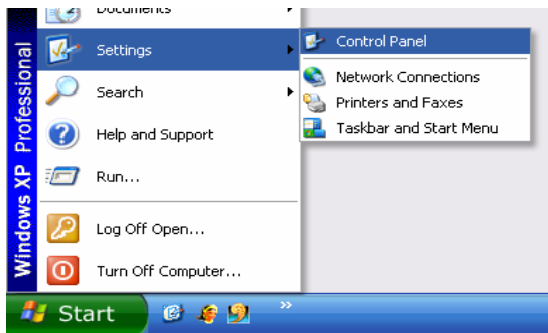 Documents
Settings
Control Panel
Network Connections
Search
Printers and Faxes
Taskbar and Start Menu
Help and Support
Run...
Log Off Open...
Turn Off Computer...
Windows XP Professional
Start